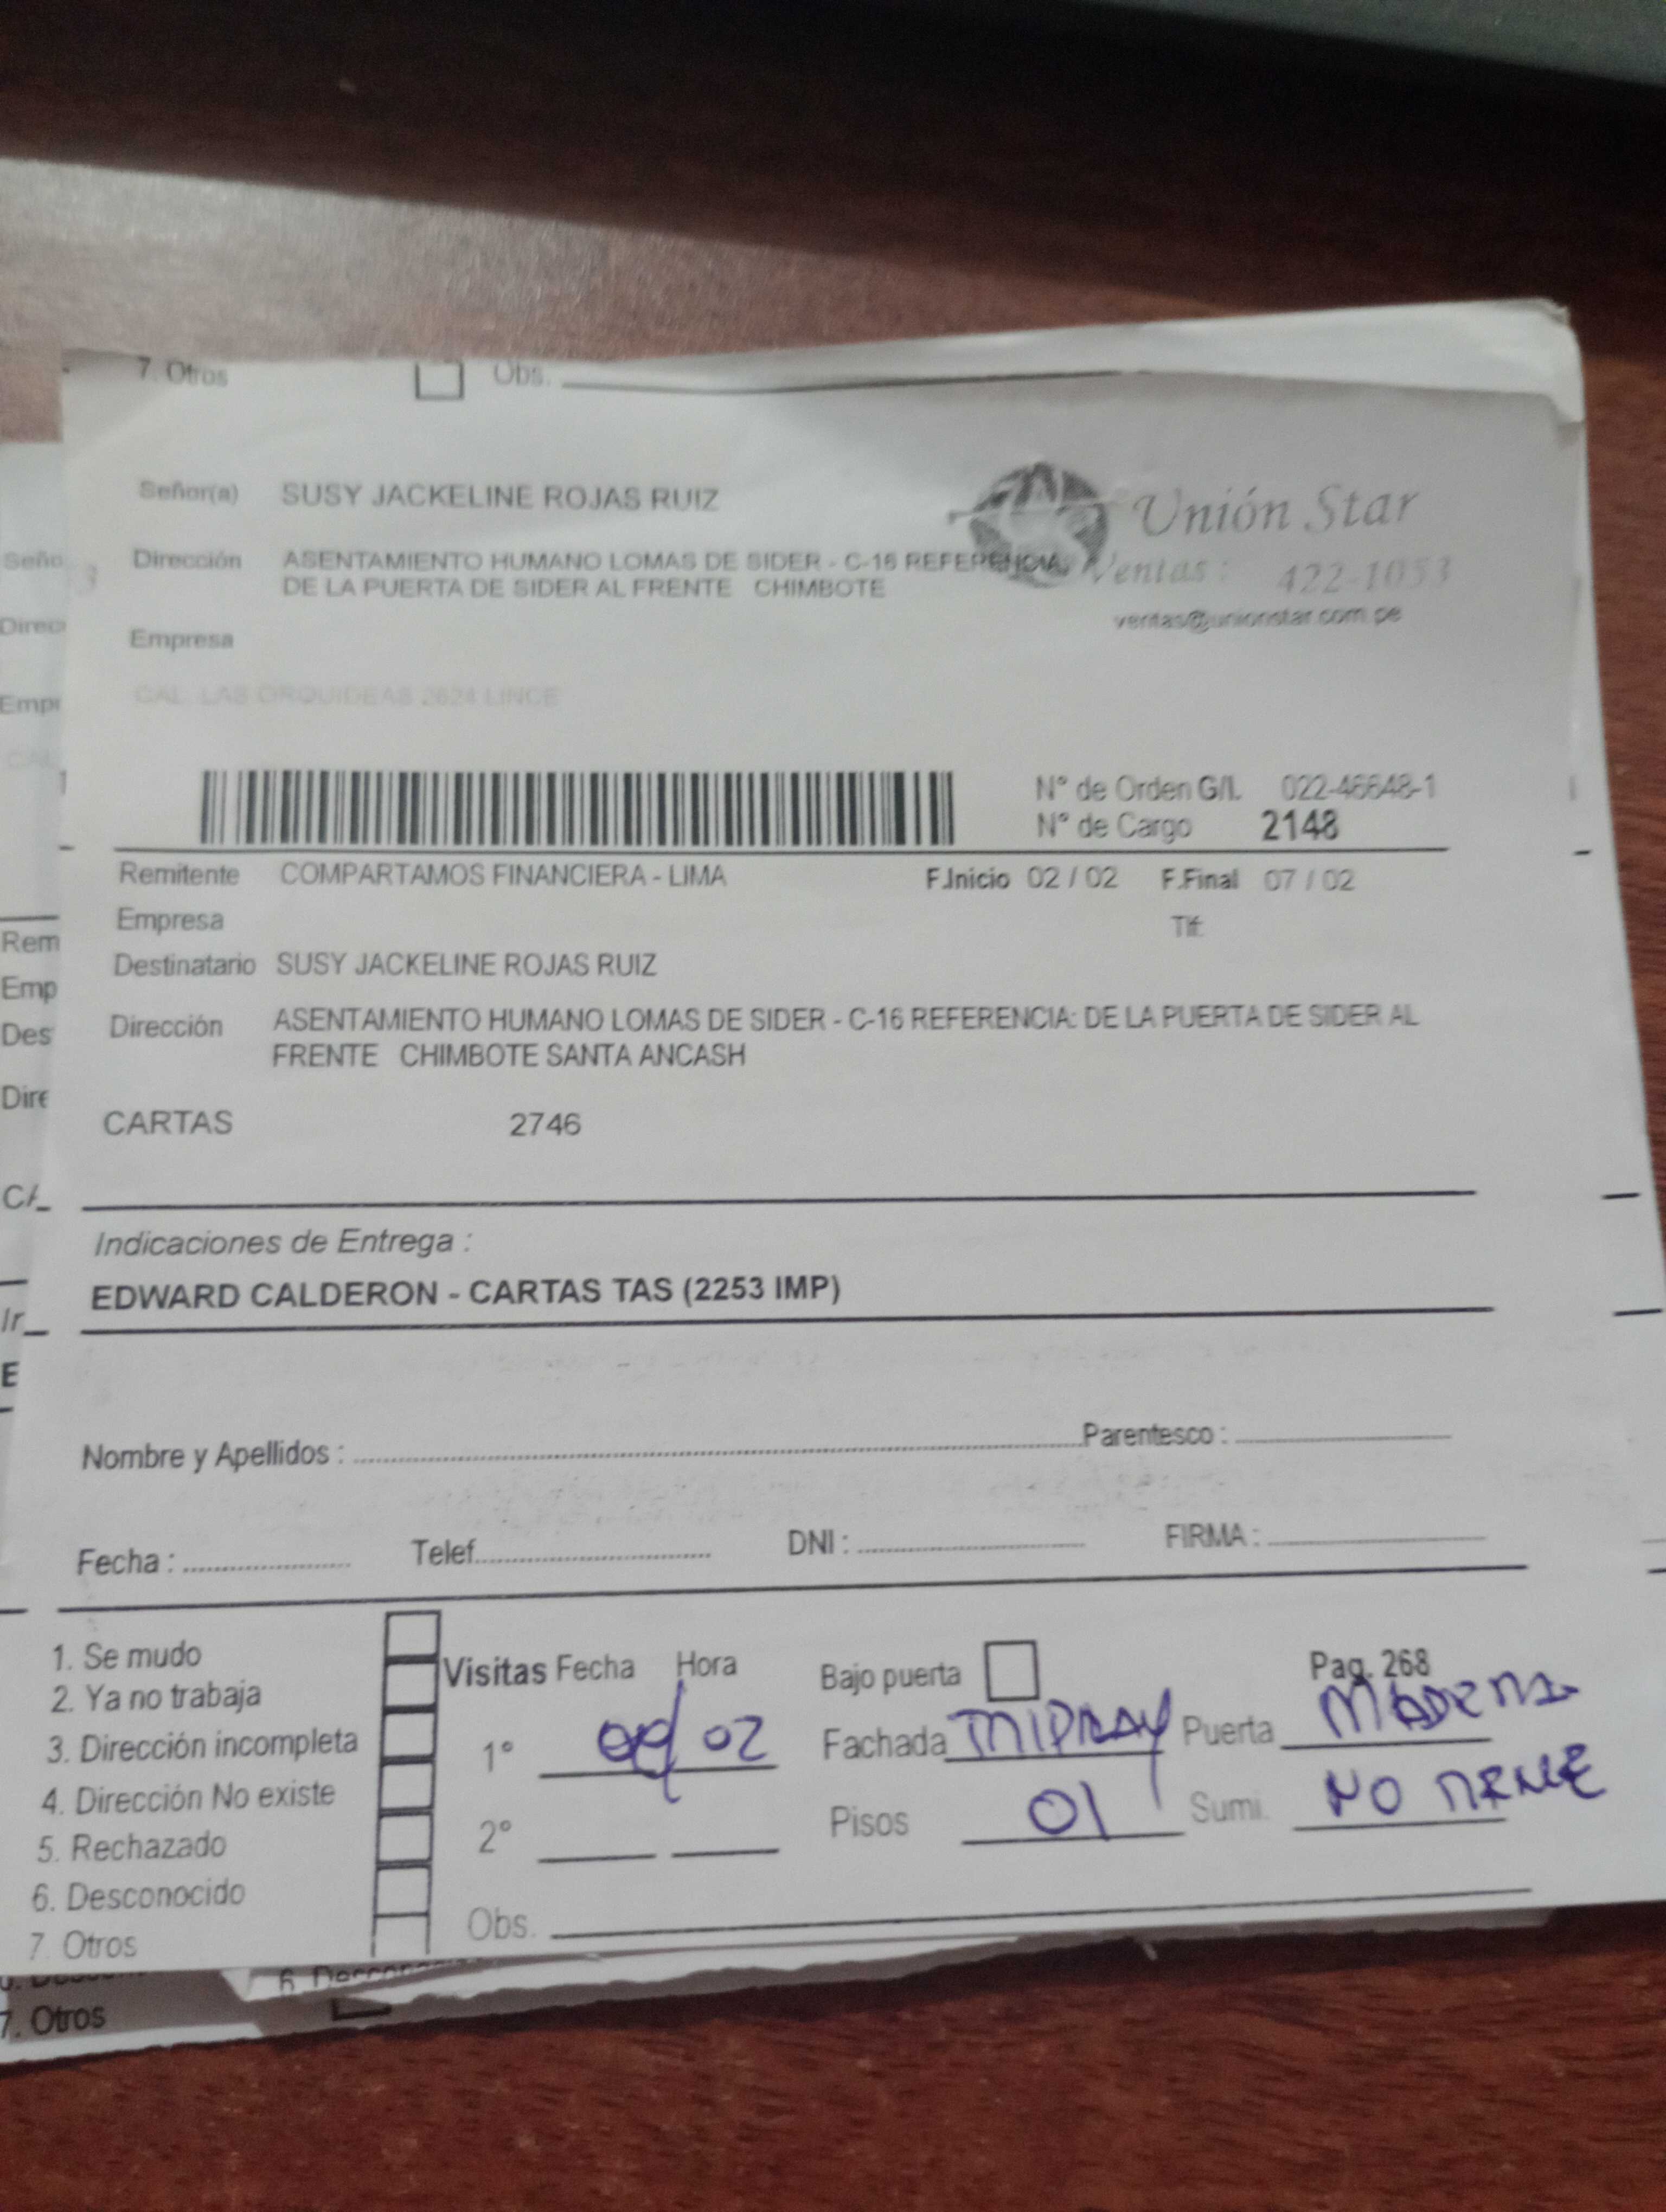 7. Otros Obs.
Señor(a) SUSY JACKELINE ROJAS RUIZ
Unión Star
Dirección ASENTAMIENTO HUMANO LOMAS DE SIDER - C-16 REFERENCIA:
DE LA PUERTA DE SIDER AL FRENTE CHIMBOTE
Ventas: 422-1053
ventas@unionstar.com.pe
Empresa
CAL. LAS ORQUIDEAS 2624 LINCE
N° de Orden G/I. 022-46648-1
N° de Cargo 2148
Remitente COMPARTAMOS FINANCIERA - LIMA F.Inicio 02 / 02 F.Final 07 / 02
Empresa Tlf:
Destinatario SUSY JACKELINE ROJAS RUIZ
Dirección ASENTAMIENTO HUMANO LOMAS DE SIDER - C-16 REFERENCIA: DE LA PUERTA DE SIDER AL
FRENTE CHIMBOTE SANTA ANCASH
CARTAS 2746
Indicaciones de Entrega :
EDWARD CALDERON - CARTAS TAS (2253 IMP)
Nombre y Apellidos : Parentesco :
Fecha : Telef. DNI : FIRMA :
1. Se mudo
2. Ya no trabaja
3. Dirección incompleta
4. Dirección No existe
5. Rechazado
6. Desconocido
7. Otros
Visitas Fecha Hora
1° 02
2°
Obs.
Bajo puerta Pag. 268
Fachada Puerta
Pisos 01 Sumi. NO
7. Otros